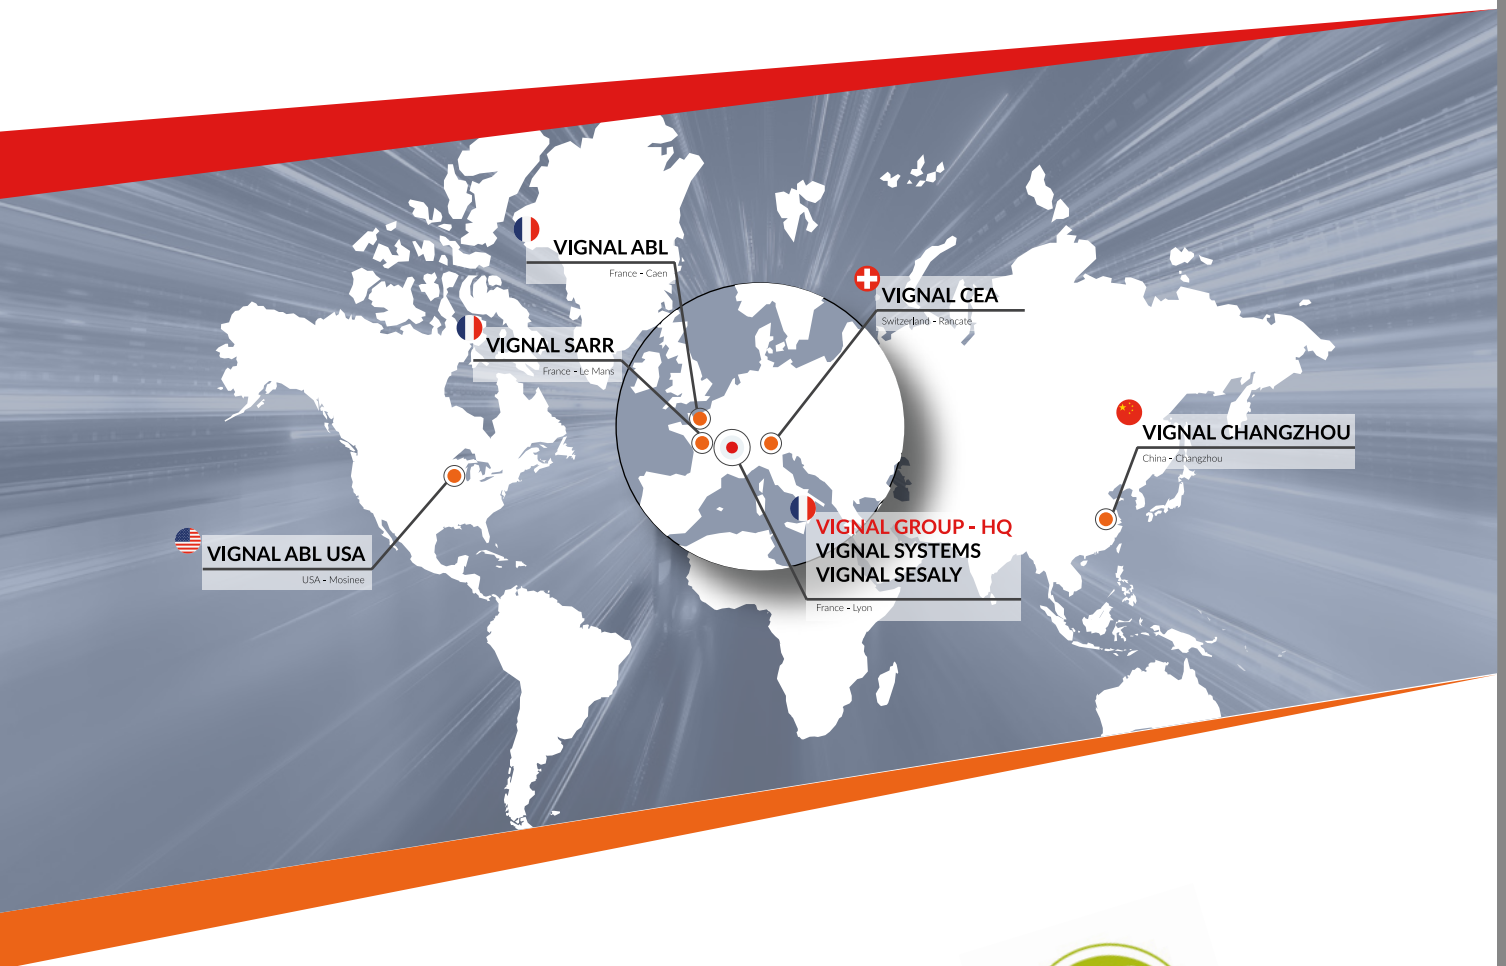 VIGNAL ABL
France - Caen
VIGNAL CEA
Switzerland - Rancate
VIGNAL SARR
France - Le Mans
VIGNAL CHANGZHOU
China - Changzhou
VIGNAL GROUP - HQ
VIGNAL SYSTEMS
VIGNAL SESALY
France - Lyon
VIGNAL ABL USA
USA - Mosinee